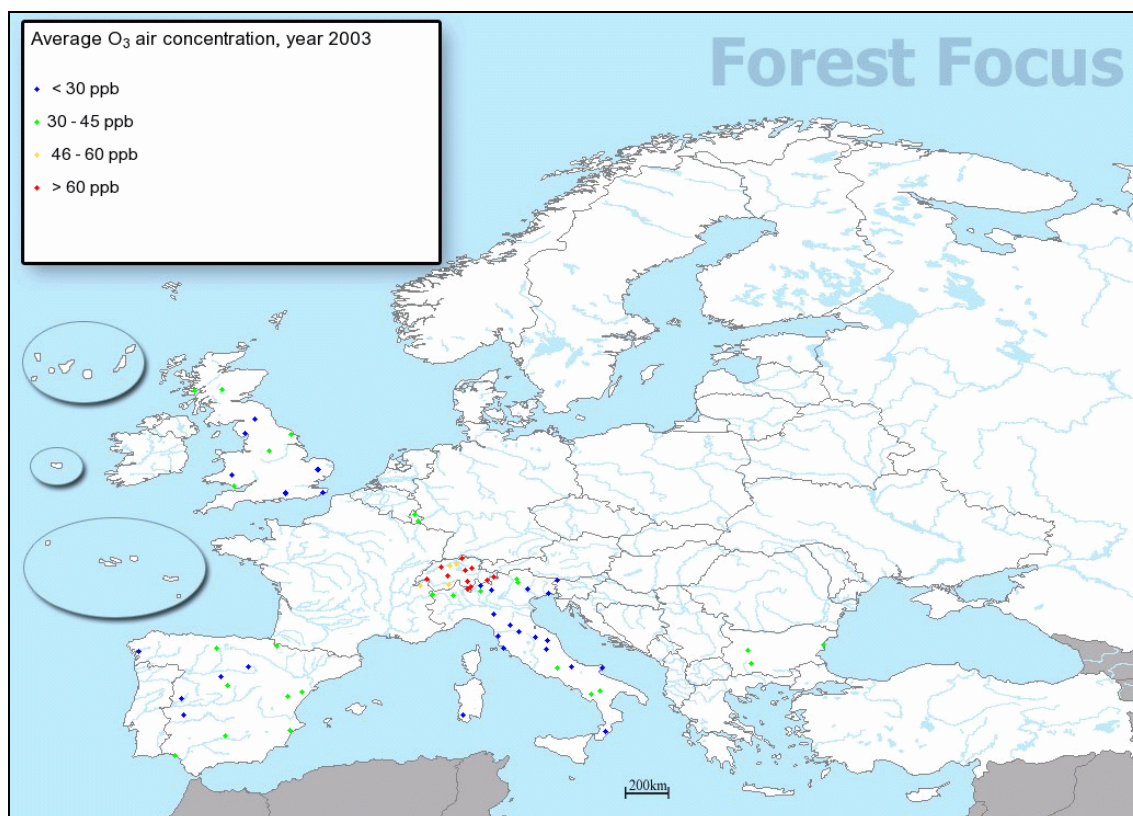 Average O₃ air concentration, year 2003
< 30 ppb
30 - 45 ppb
46 - 60 ppb
> 60 ppb
Forest Focus
200km